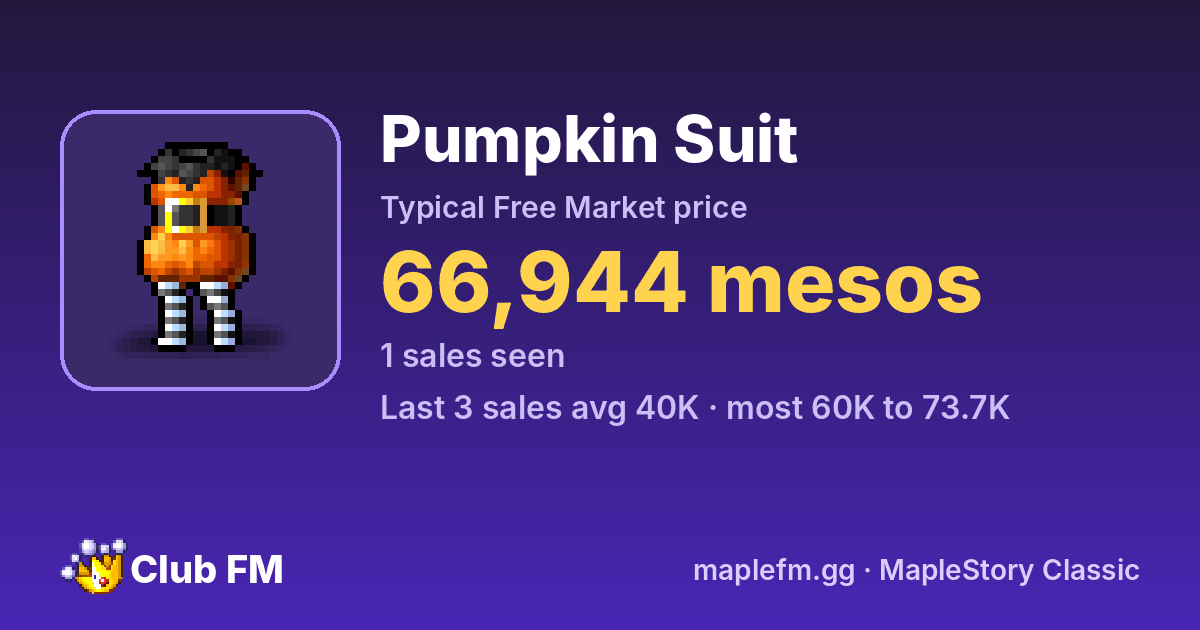 Pumpkin Suit
Typical Free Market price
66,944 mesos
1 sales seen
Last 3 sales avg 40K · most 60K to 73.7K
Club FM
maplefm.gg · MapleStory Classic